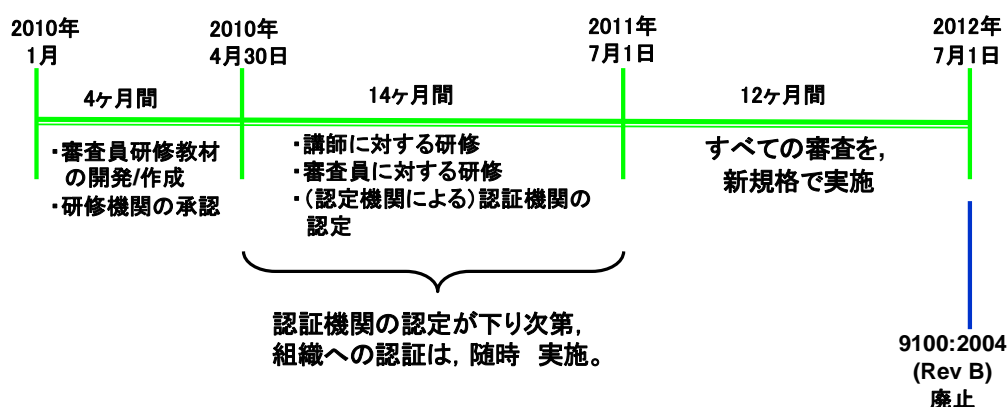 2010年
1月
2010年
4月30日
2011年
7月1日
2012年
7月1日
4ヶ月間
14ヶ月間
12ヶ月間
・審査員研修教材
の開発/作成
・研修機関の承認
・講師に対する研修
・審査員に対する研修
・(認定機関による)認証機関の
認定
すべての審査を,
新規格で実施
認証機関の認定が下り次第,
組織への認証は, 随時　実施。
9100:2004
(Rev B)
廃止